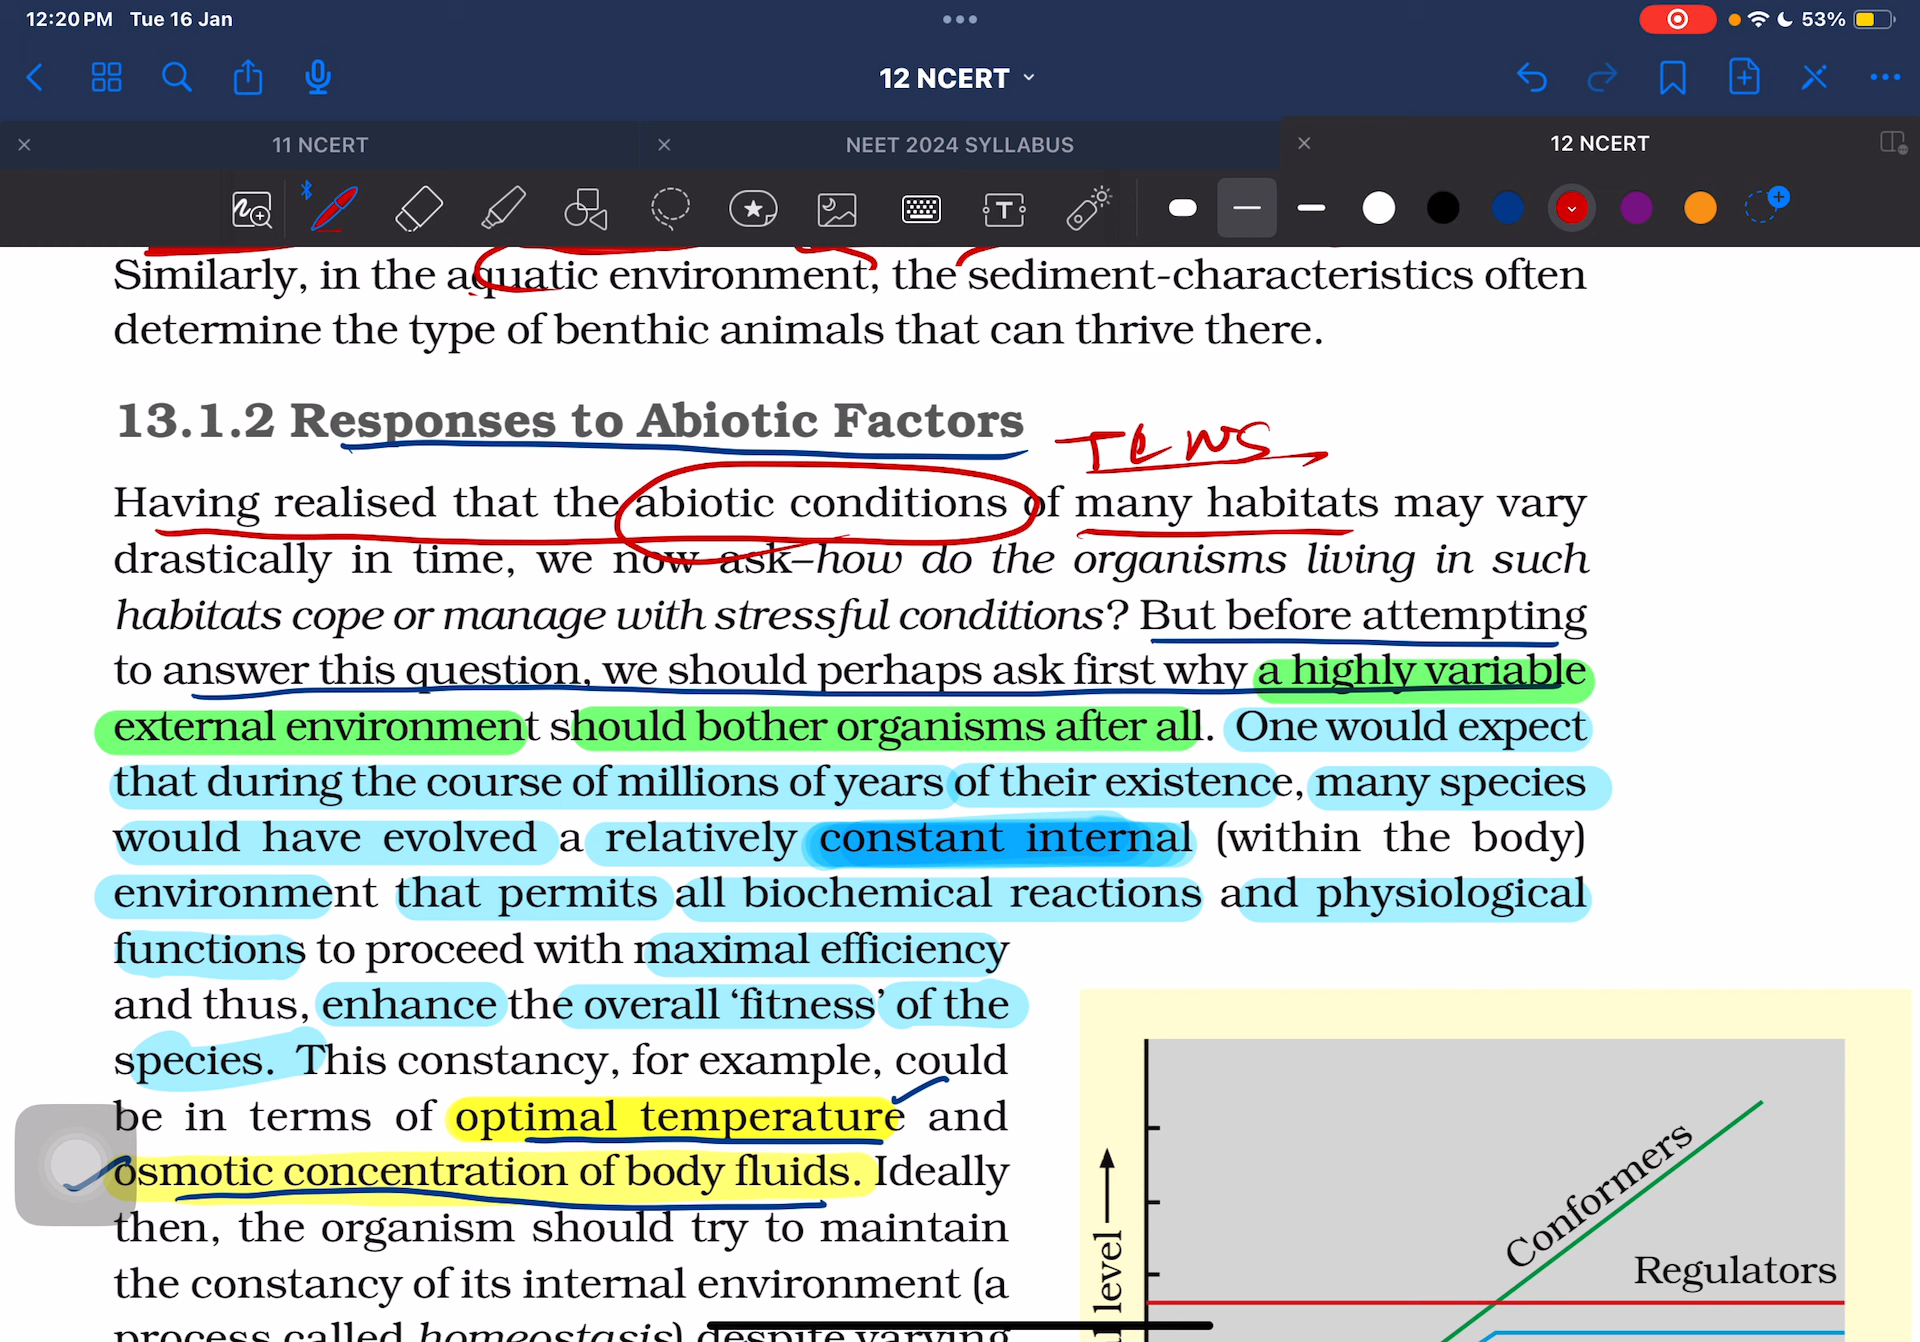 12:20 PM Tue 16 Jan
53%
12 NCERT
11 NCERT
NEET 2024 SYLLABUS
12 NCERT
Similarly, in the aquatic environment, the sediment-characteristics often
determine the type of benthic animals that can thrive there.
13.1.2 Responses to Abiotic Factors
Having realised that the abiotic conditions of many habitats may vary
drastically in time, we now ask–how do the organisms living in such
habitats cope or manage with stressful conditions? But before attempting
to answer this question, we should perhaps ask first why a highly variable
external environment should bother organisms after all. One would expect
that during the course of millions of years of their existence, many species
would have evolved a relatively constant internal (within the body)
environment that permits all biochemical reactions and physiological
functions to proceed with maximal efficiency
and thus, enhance the overall ‘fitness’ of the
species. This constancy, for example, could
be in terms of optimal temperature and
osmotic concentration of body fluids. Ideally
then, the organism should try to maintain
the constancy of its internal environment (a
process called homeostasis) despite varying
Conformers
Regulators
level